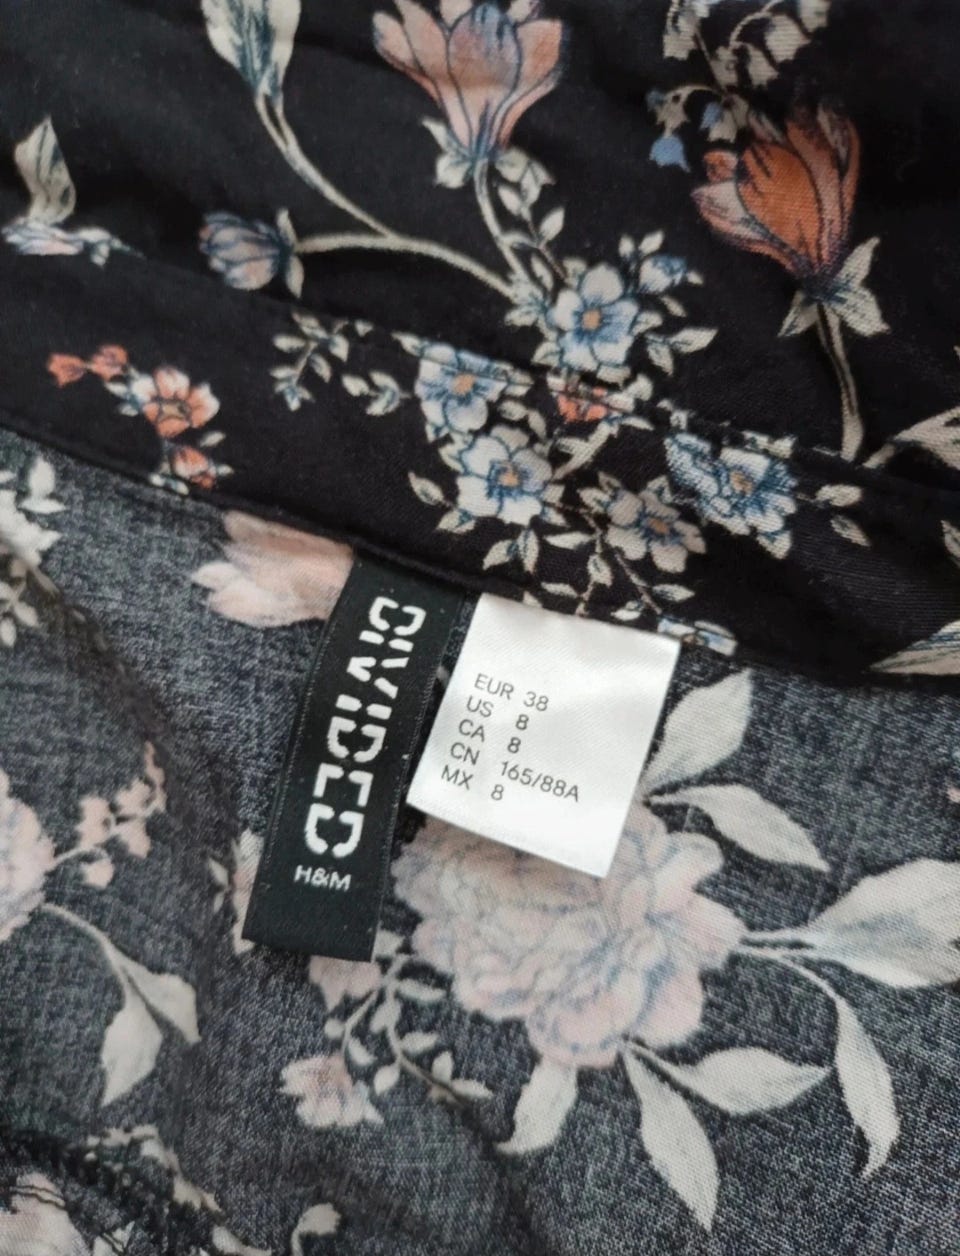 DIVIDED
H&M
EUR 38
US 8
CA 8
CN 165/88A
MX 8